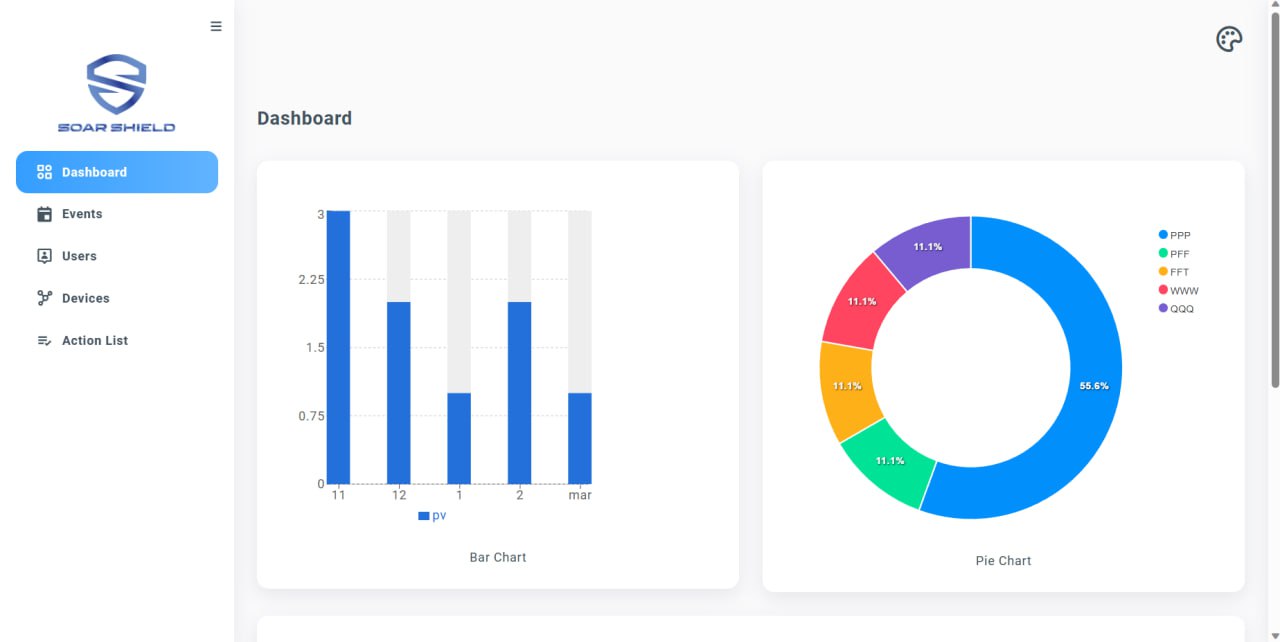 SOAR SHIELD
Dashboard
Events
Users
Devices
Action List
Dashboard
3
2.25
1.5
0.75
0
11 12 1 2 mar
pv
Bar Chart
11.1%
11.1%
11.1%
11.1%
55.6%
PPP
PFF
FFT
WWW
QQQ
Pie Chart